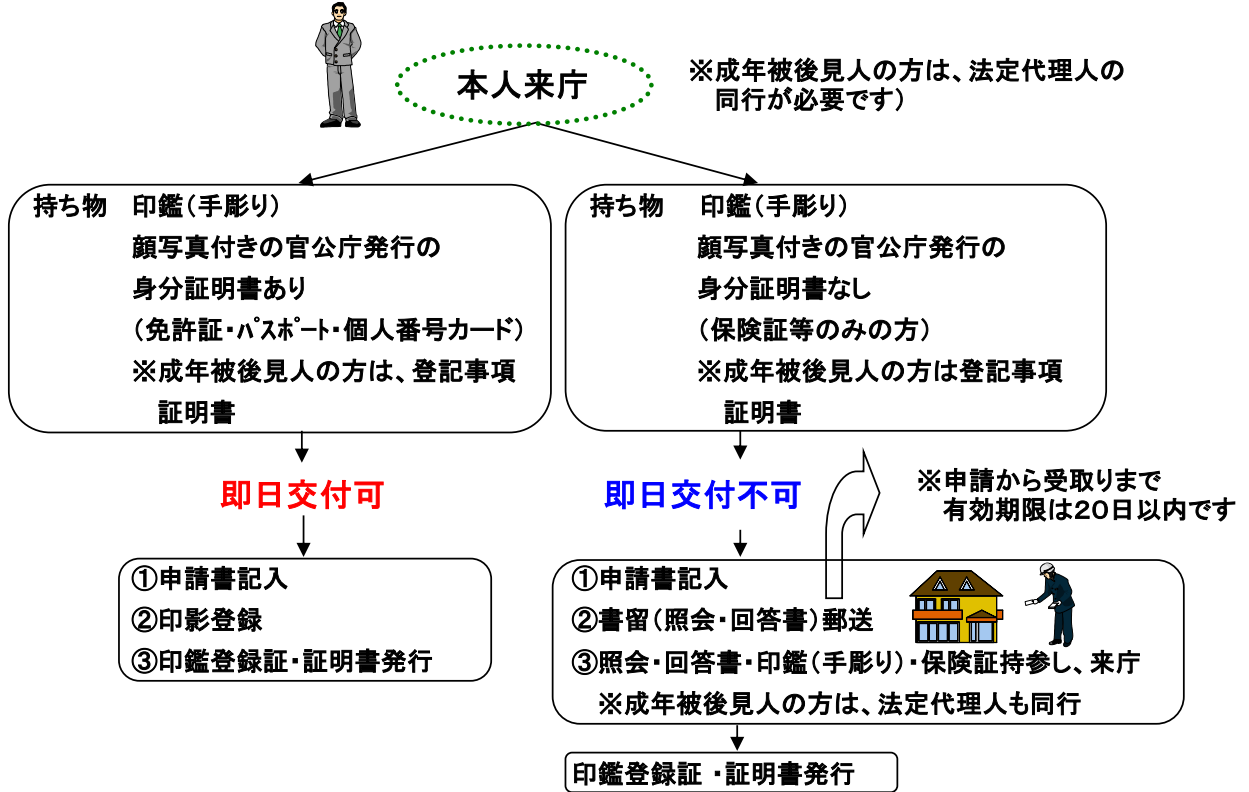 本人来庁
※成年被後見人の方は、法定代理人の
同行が必要です）
持ち物　印鑑（手彫り）
顔写真付きの官公庁発行の
身分証明書あり
（免許証・ﾊﾟｽﾎﾟｰﾄ・個人番号カード）
※成年被後見人の方は、登記事項
証明書
即日交付可
①申請書記入
②印影登録
③印鑑登録証・証明書発行
持ち物　印鑑（手彫り）
顔写真付きの官公庁発行の
身分証明書なし
（保険証等のみの方）
※成年被後見人の方は登記事項
証明書
即日交付不可
※申請から受取りまで
有効期限は２０日以内です
①申請書記入
②書留（照会・回答書）郵送
③照会・回答書・印鑑（手彫り）・保険証持参し、来庁
※成年被後見人の方は、法定代理人も同行
印鑑登録証 ・証明書発行